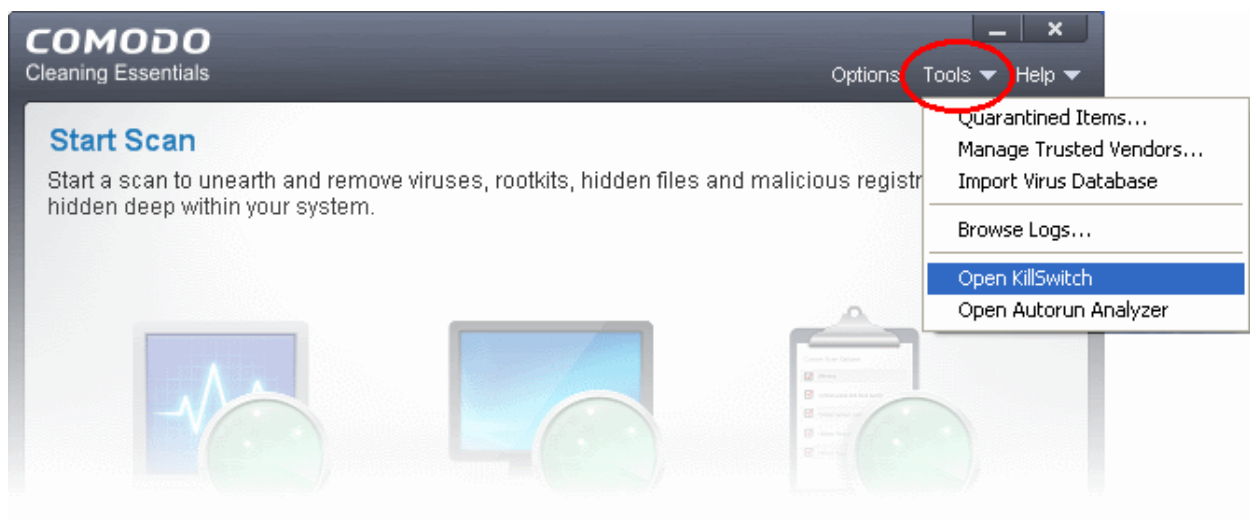 COMODO
Cleaning Essentials
Options Tools Help
Quarantined Items...
Manage Trusted Vendors...
Import Virus Database
Browse Logs...
Open KillSwitch
Open Autorun Analyzer
Start Scan
Start a scan to unearth and remove viruses, rootkits, hidden files and malicious registr
hidden deep within your system.